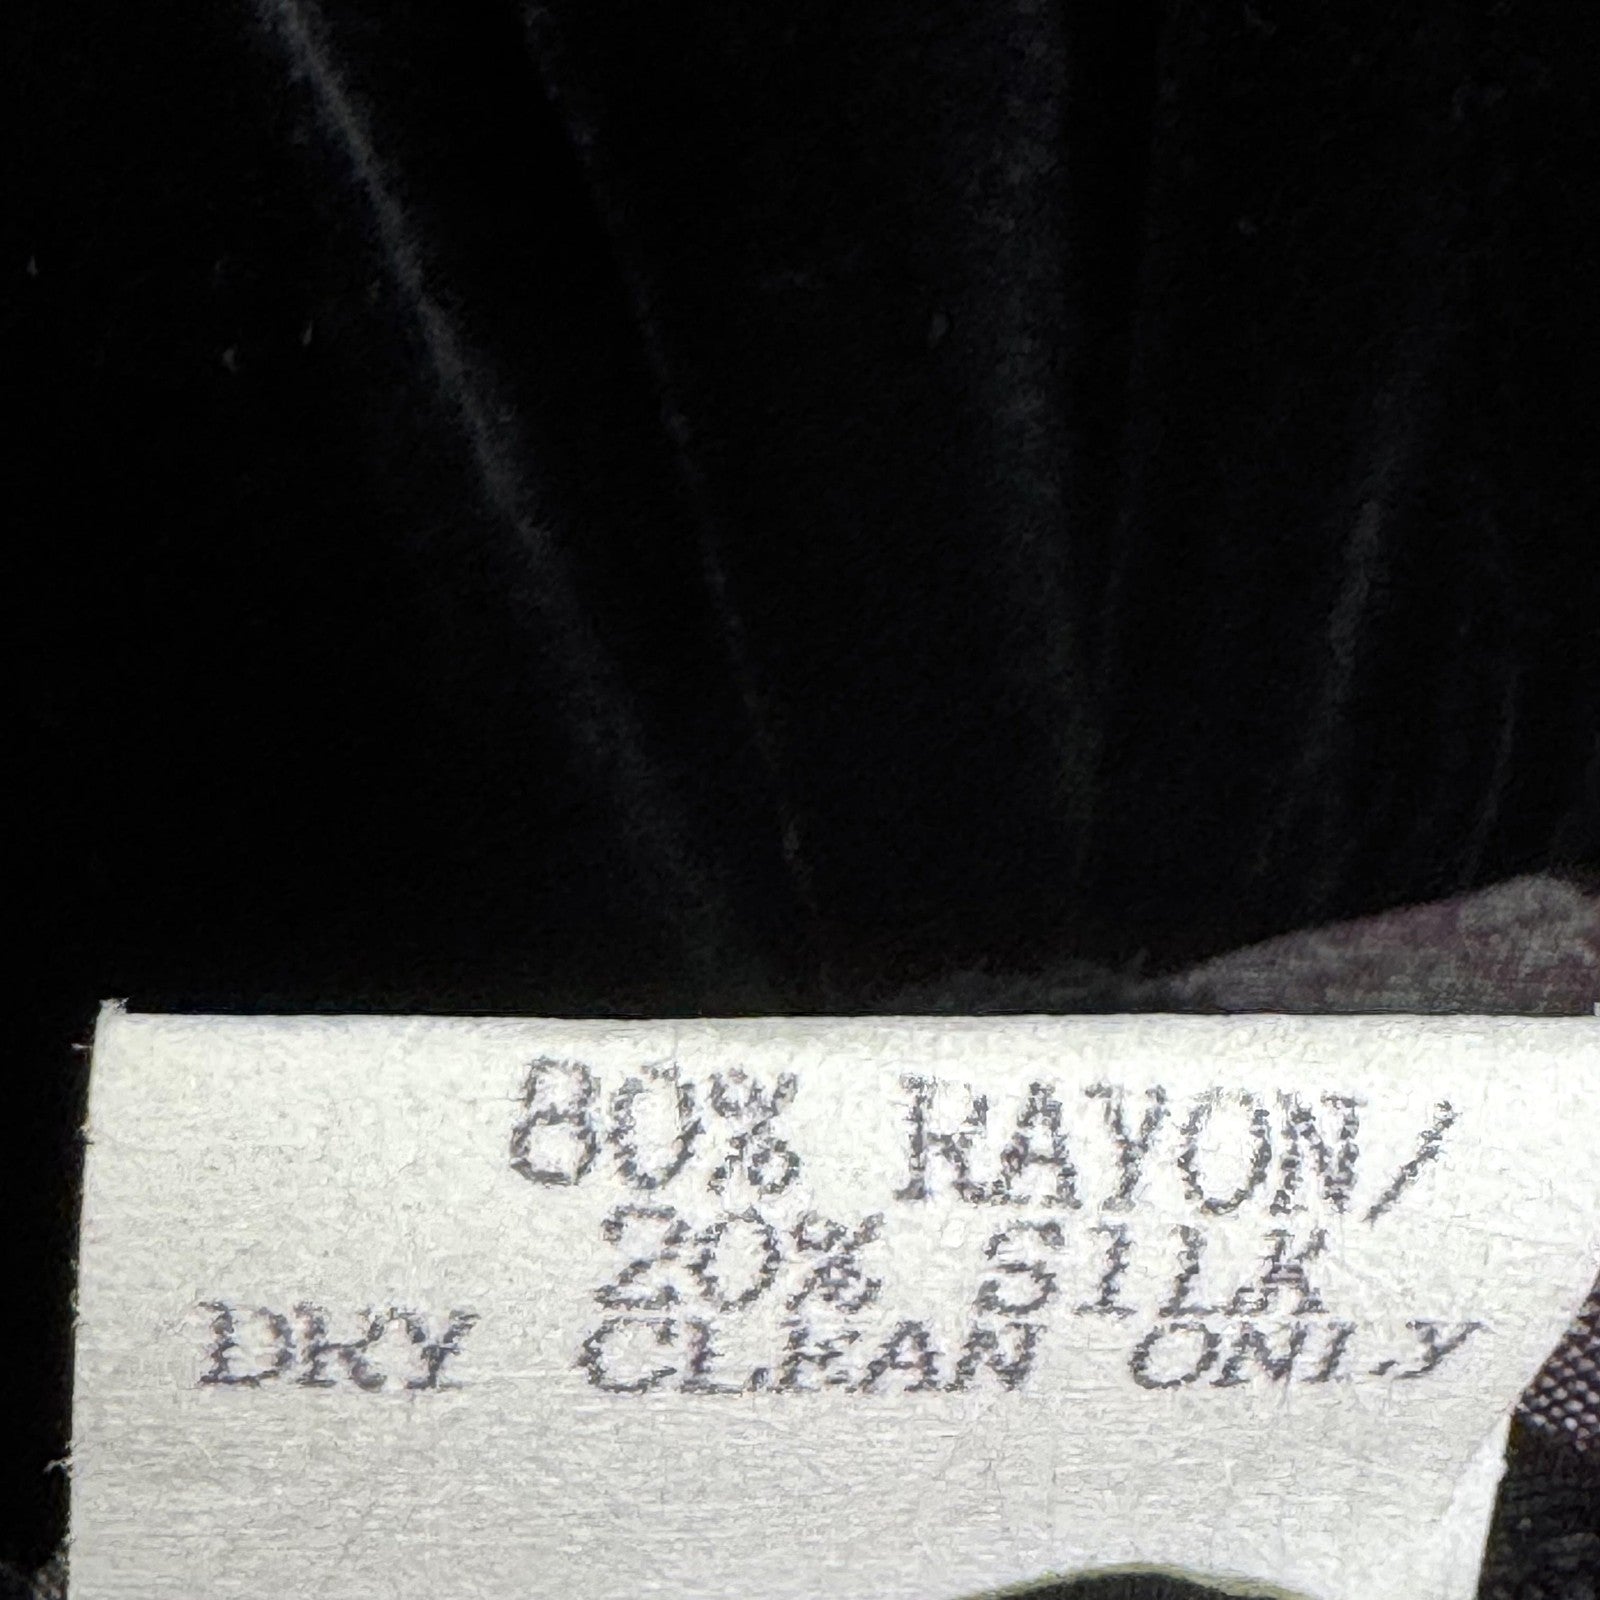 80% RAYON/
20% SILK
DRY CLEAN ONLY